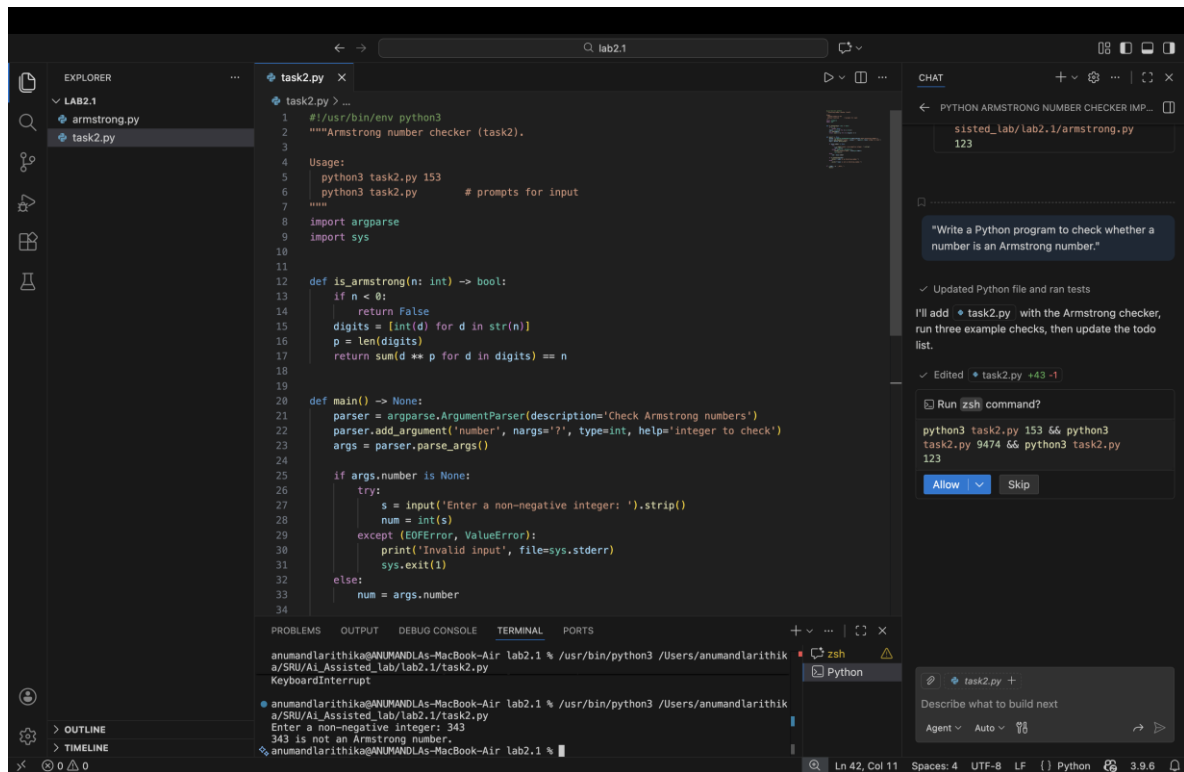 lab2.1
EXPLORER
LAB2.1
armstrong.py
task2.py
OUTLINE
TIMELINE
task2.py
task2.py > ...
1 #!/usr/bin/env python3
2 """Armstrong number checker (task2).
3
4 Usage:
5 python3 task2.py 153
6 python3 task2.py # prompts for input
7 """
8 import argparse
9 import sys
10
11
12 def is_armstrong(n: int) -> bool:
13 if n < 0:
14 return False
15 digits = [int(d) for d in str(n)]
16 p = len(digits)
17 return sum(d ** p for d in digits) == n
18
19
20 def main() -> None:
21 parser = argparse.ArgumentParser(description='Check Armstrong numbers')
22 parser.add_argument('number', nargs='?', type=int, help='integer to check')
23 args = parser.parse_args()
24
25 if args.number is None:
26 try:
27 s = input('Enter a non-negative integer: ').strip()
28 num = int(s)
29 except (EOFError, ValueError):
30 print('Invalid input', file=sys.stderr)
31 sys.exit(1)
32 else:
33 num = args.number
34
PROBLEMS OUTPUT DEBUG CONSOLE TERMINAL PORTS
anumandlarithika@ANUMANDLAs-MacBook-Air lab2.1 % /usr/bin/python3 /Users/anumandlarithik
a/SRU/Ai_Assisted_lab/lab2.1/task2.py
KeyboardInterrupt
anumandlarithika@ANUMANDLAs-MacBook-Air lab2.1 % /usr/bin/python3 /Users/anumandlarithik
a/SRU/Ai_Assisted_lab/lab2.1/task2.py
Enter a non-negative integer: 343
343 is not an Armstrong number.
anumandlarithika@ANUMANDLAs-MacBook-Air lab2.1 %
zsh
Python
CHAT
PYTHON ARMSTRONG NUMBER CHECKER IMP...
sisted_lab/lab2.1/armstrong.py
123
"Write a Python program to check whether a
number is an Armstrong number."
Updated Python file and ran tests
I'll add task2.py with the Armstrong checker,
run three example checks, then update the todo
list.
Edited task2.py +43 -1
Run zsh command?
python3 task2.py 153 && python3
task2.py 9474 && python3 task2.py
123
Allow Skip
task2.py +
Describe what to build next
Agent Auto
0 0 Ln 42, Col 11 Spaces: 4 UTF-8 LF {} Python 3.9.6